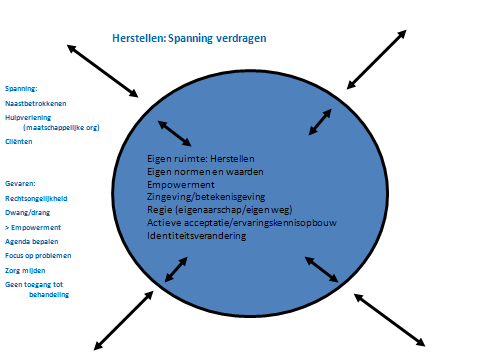 Herstellen: Spanning verdragen
Spanning:
Naastbetrokkenen
Hulpverlening
(maatschappelijke org)
Cliënten
Gevaren:
Rechtsongelijkheid
Dwang/drang
> Empowerment
Agenda bepalen
Focus op problemen
Zorg mijden
Geen toegang tot
behandeling
Eigen ruimte: Herstellen
Eigen normen en waarden
Empowerment
Zingeving/betekenisgeving
Regie (eigenaarschap/eigen weg)
Actieve acceptatie/ervaringskennisopbouw
Identiteitsverandering